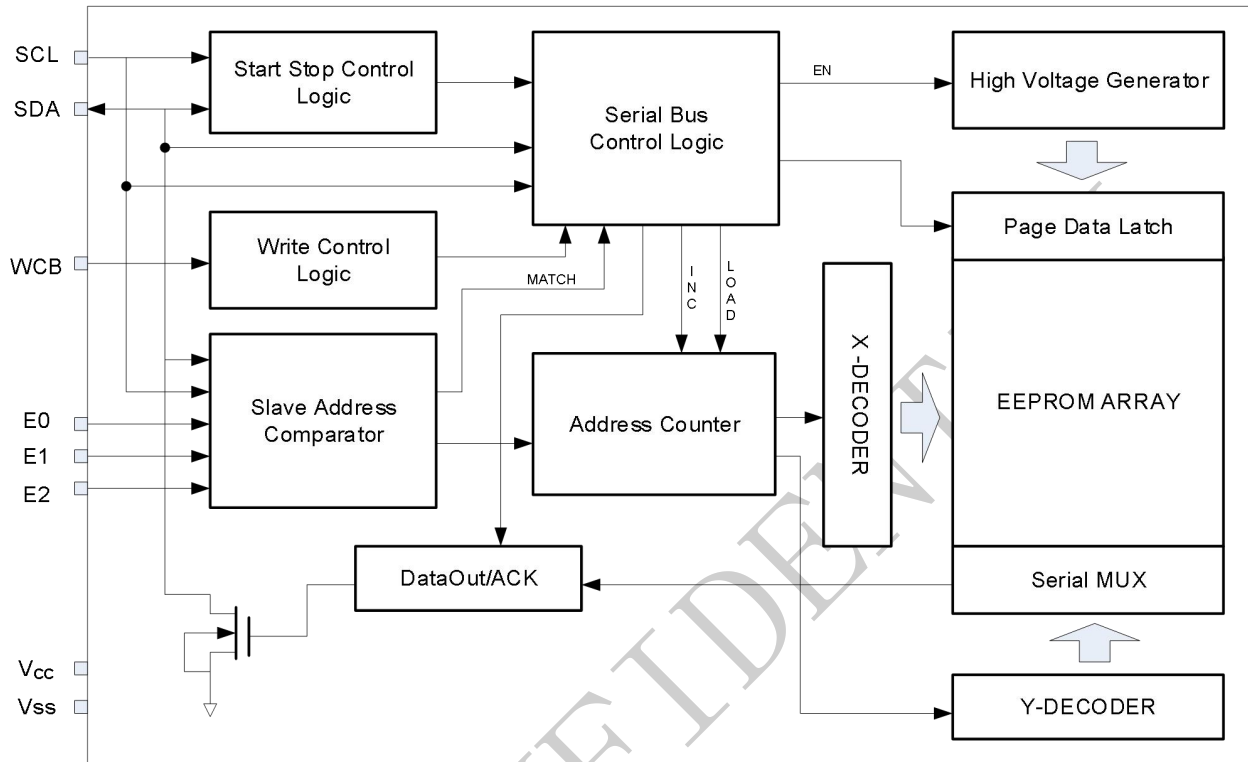 SCL
Start Stop Control
Logic
SDA
Serial Bus
Control Logic
EN
High Voltage Generator
Write Control
Logic
WCB
Page Data Latch
MATCH
INC
LOAD
X-DECODER
E0
E1
E2
Slave Address
Comparator
Address Counter
EEPROM ARRAY
DataOut/ACK
Serial MUX
Vcc
Vss
Y-DECODER